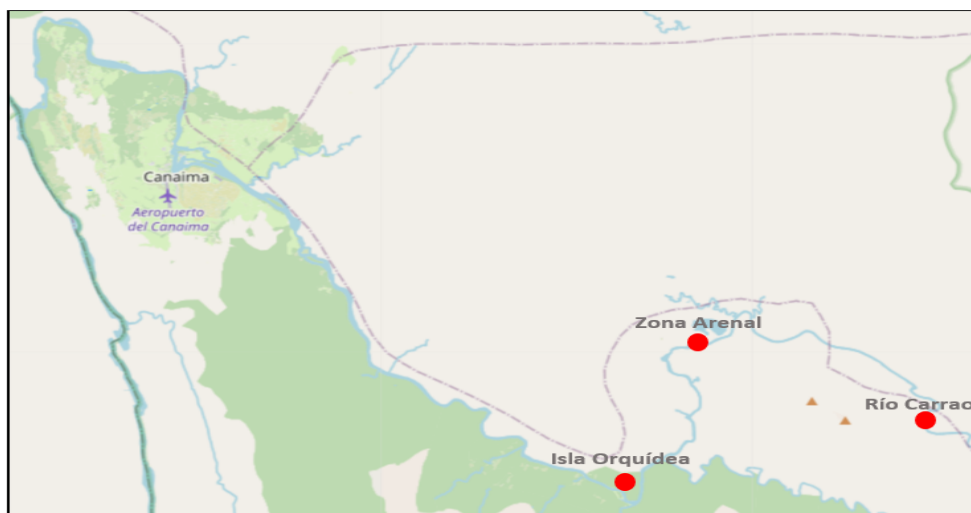 Canaima
Aeropuerto
del Canaima
Zona Arenal
Río Carrao
Isla Orquídea